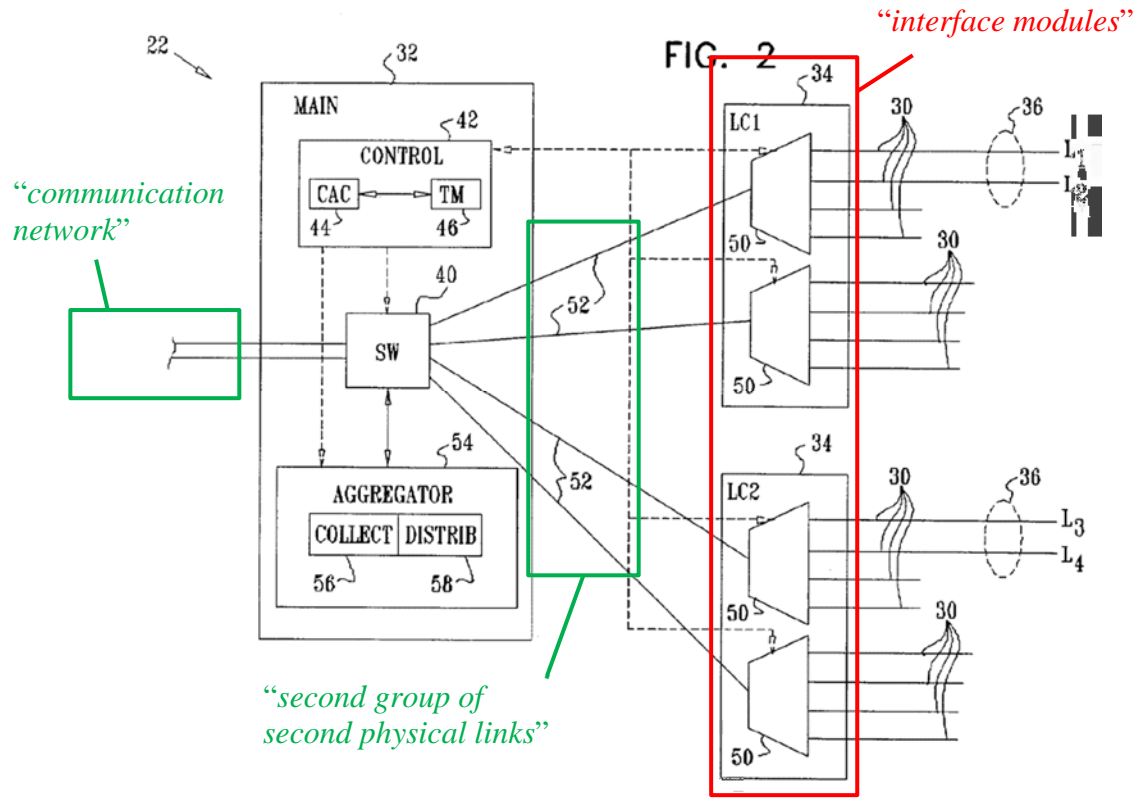 “interface modules”
FIG. 2
22
32
34
MAIN
42
CONTROL
CAC
TM
44
46
LC1
30
36
L1
L2
50
30
“communication
network”
40
52
52
SW
50
54
34
AGGREGATOR
COLLECT
DISTRIB
56
58
52
LC2
30
36
L3
L4
50
30
“second group of
second physical links”
50